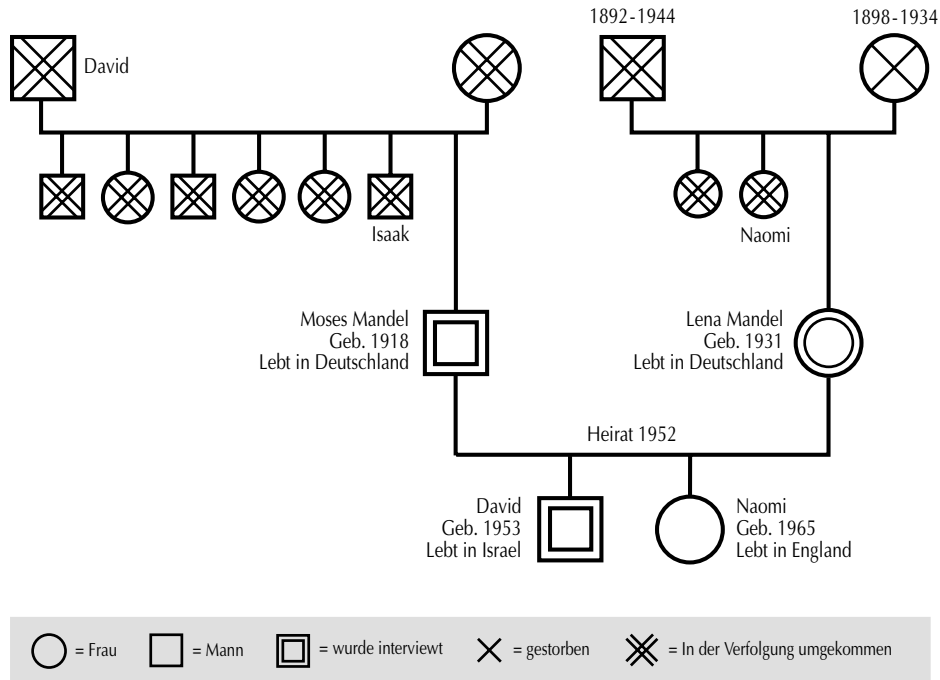 1892-1944
1898-1934
David
Isaak
Naomi
Moses Mandel
Geb. 1918
Lebt in Deutschland
Lena Mandel
Geb. 1931
Lebt in Deutschland
Heirat 1952
David
Geb. 1953
Lebt in Israel
Naomi
Geb. 1965
Lebt in England
= Frau
= Mann
= wurde interviewt
= gestorben
= In der Verfolgung umgekommen